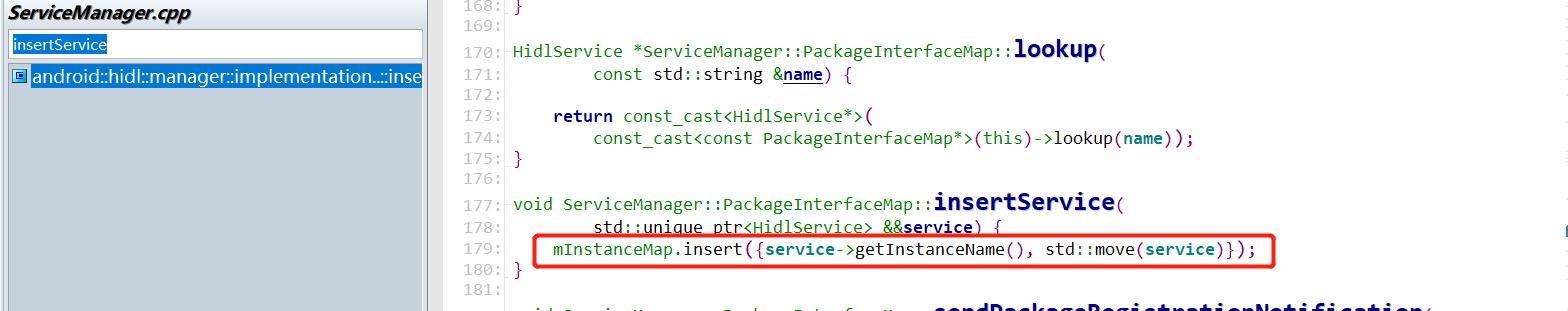 ServiceManager.cpp
insertService
android::hidl::manager::implementation..::inse
168: }
169:
170: HidlService *ServiceManager::PackageInterfaceMap::lookup(
171: const std::string &name) {
172:
173: return const_cast<HidlService*>(
174: const_cast<const PackageInterfaceMap*>(this)->lookup(name));
175: }
176:
177: void ServiceManager::PackageInterfaceMap::insertService(
178: std::unique_ptr<HidlService> &&service) {
179: mInstanceMap.insert({service->getInstanceName(), std::move(service)});
180: }
181: